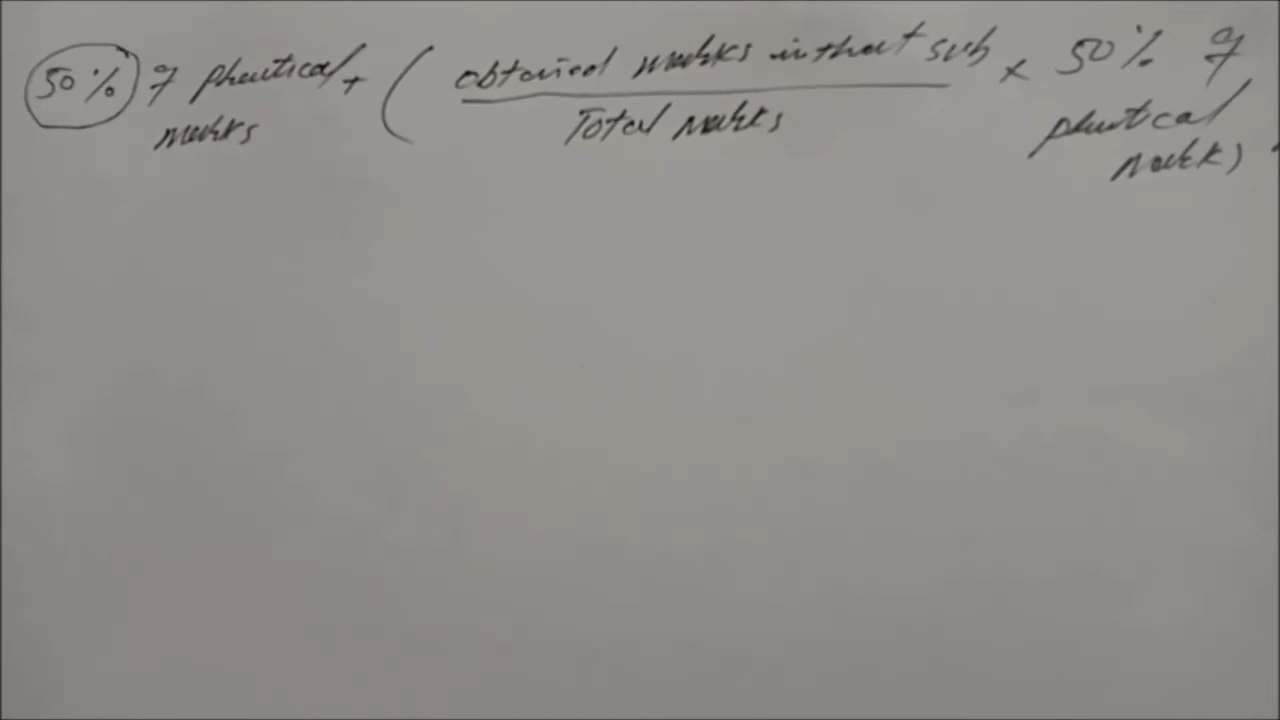 50% of practical + ( obtained marks in that sub × 50% of
marks Total marks practical
marks)